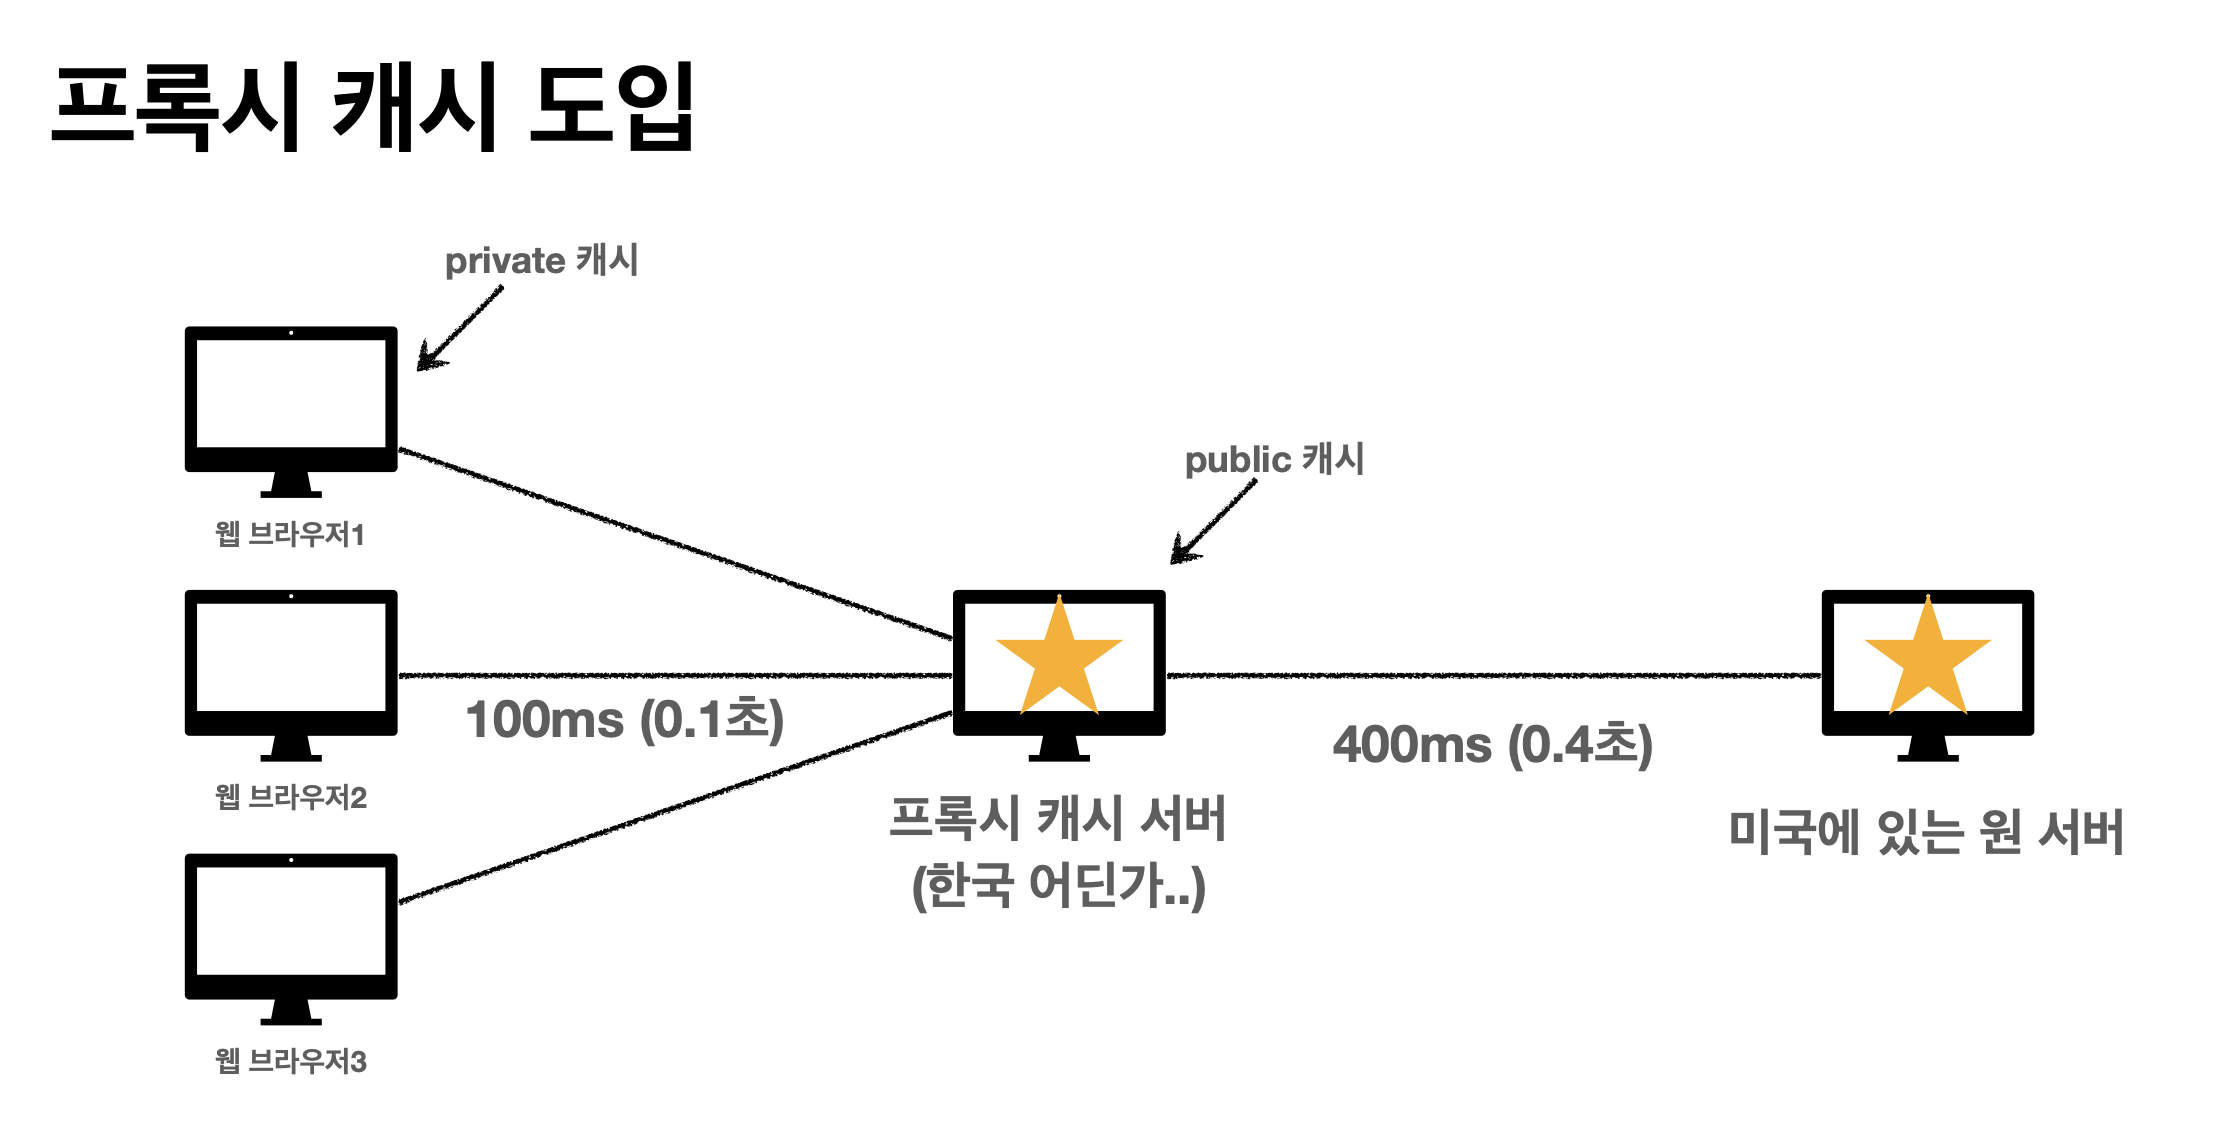 프록시 캐시 도입
private 캐시
웹 브라우저1
public 캐시
웹 브라우저2
100ms (0.1초)
400ms (0.4초)
프록시 캐시 서버
(한국 어딘가..)
미국에 있는 원 서버
웹 브라우저3